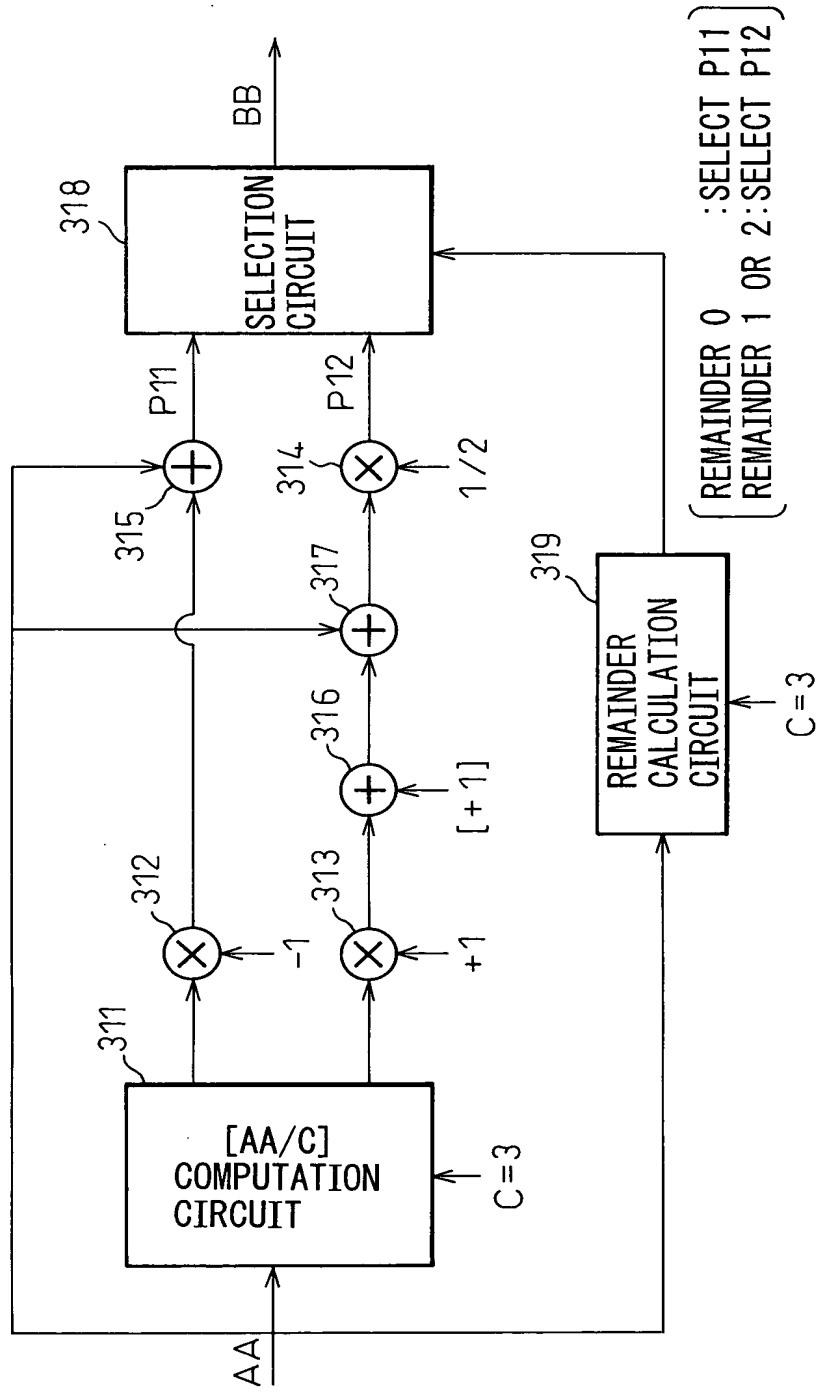 AA
311
[AA/C]
COMPUTATION
CIRCUIT
C=3
312
-1
313
+1
316
[+1]
317
315
314
1/2
P11
P12
318
SELECTION
CIRCUIT
BB
319
REMAINDER
CALCULATION
CIRCUIT
C=3
REMAINDER 0 :SELECT P11
REMAINDER 1 OR 2:SELECT P12